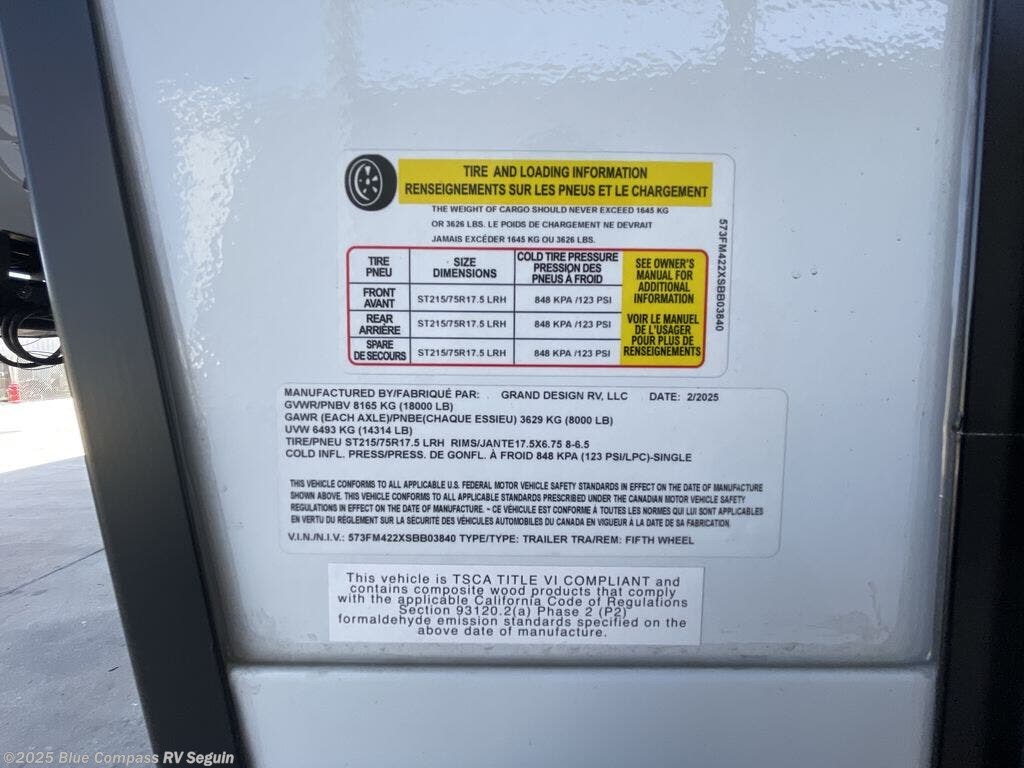 TIRE AND LOADING INFORMATION
RENSEIGNEMENTS SUR LES PNEUS ET LE CHARGEMENT
THE WEIGHT OF CARGO SHOULD NEVER EXCEED 1645 KG
OR 3626 LBS. LE POIDS DE CHARGEMENT NE DEVRAIT
JAMAIS EXCÉDER 1645 KG OU 3626 LBS.
TIRE PNEU SIZE DIMENSIONS COLD TIRE PRESSURE PRESSION DES PNEUS À FROID
FRONT AVANT ST215/75R17.5 LRH 848 KPA /123 PSI
REAR ARRIÈRE ST215/75R17.5 LRH 848 KPA /123 PSI
SPARE DE SECOURS ST215/75R17.5 LRH 848 KPA /123 PSI
SEE OWNER'S
MANUAL FOR
ADDITIONAL
INFORMATION
VOIR LE MANUEL
DE L'USAGER
POUR PLUS DE
RENSEIGNEMENTS
573FM422XSBB03840
MANUFACTURED BY/FABRIQUÉ PAR: GRAND DESIGN RV, LLC DATE: 2/2025
GVWR/PNBV 8165 KG (18000 LB)
GAWR (EACH AXLE)/PNBE(CHAQUE ESSIEU) 3629 KG (8000 LB)
UVW 6493 KG (14314 LB)
TIRE/PNEU ST215/75R17.5 LRH RIMS/JANTE17.5X6.75 8-6.5
COLD INFL. PRESS/PRESS. DE GONFL. À FROID 848 KPA (123 PSI/LPC)-SINGLE
THIS VEHICLE CONFORMS TO ALL APPLICABLE U.S. FEDERAL MOTOR VEHICLE SAFETY STANDARDS IN EFFECT ON THE DATE OF MANUFACTURE
SHOWN ABOVE. THIS VEHICLE CONFORMS TO ALL APPLICABLE STANDARDS PRESCRIBED UNDER THE CANADIAN MOTOR VEHICLE SAFETY
REGULATIONS IN EFFECT ON THE DATE OF MANUFACTURE. - CE VÉHICULE EST CONFORME À TOUTES LES NORMES QUI LUI SONT APPLICABLES
EN VERTU DU RÉGLEMENT SUR LA SÉCURITÉ DES VÉHICULES AUTOMOBILES DU CANADA EN VIGUEUR À LA DATE DE SA FABRICATION.
V.I.N./N.I.V.: 573FM422XSBB03840 TYPE/TYPE: TRAILER TRA/REM: FIFTH WHEEL
This vehicle is TSCA TITLE VI COMPLIANT and
contains composite wood products that comply
with the applicable California Code of Regulations
Section 93120.2(a) Phase 2 (P2)
formaldehyde emission standards specified on the
above date of manufacture.
©2025 Blue Compass RV Seguin